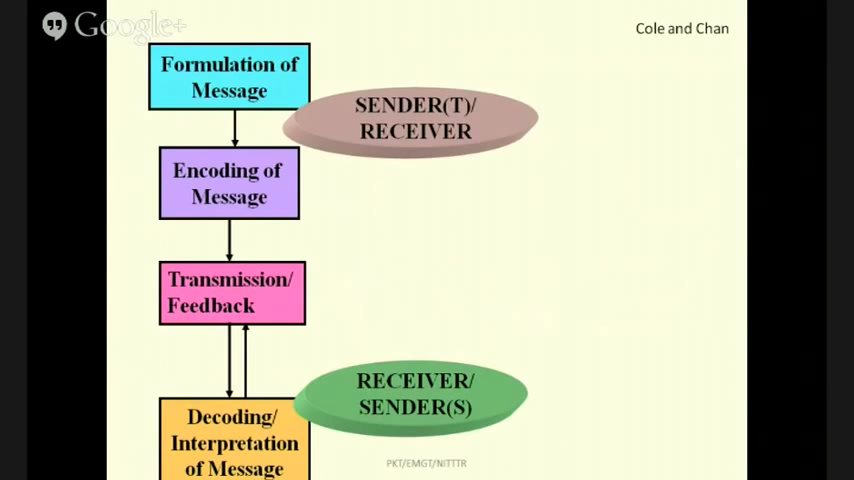 Google+
Cole and Chan
Formulation of
Message
SENDER(T)/
RECEIVER
Encoding of
Message
Transmission/
Feedback
RECEIVER/
SENDER(S)
Decoding/
Interpretation
of Message
PKT/EMGT/NITTTR